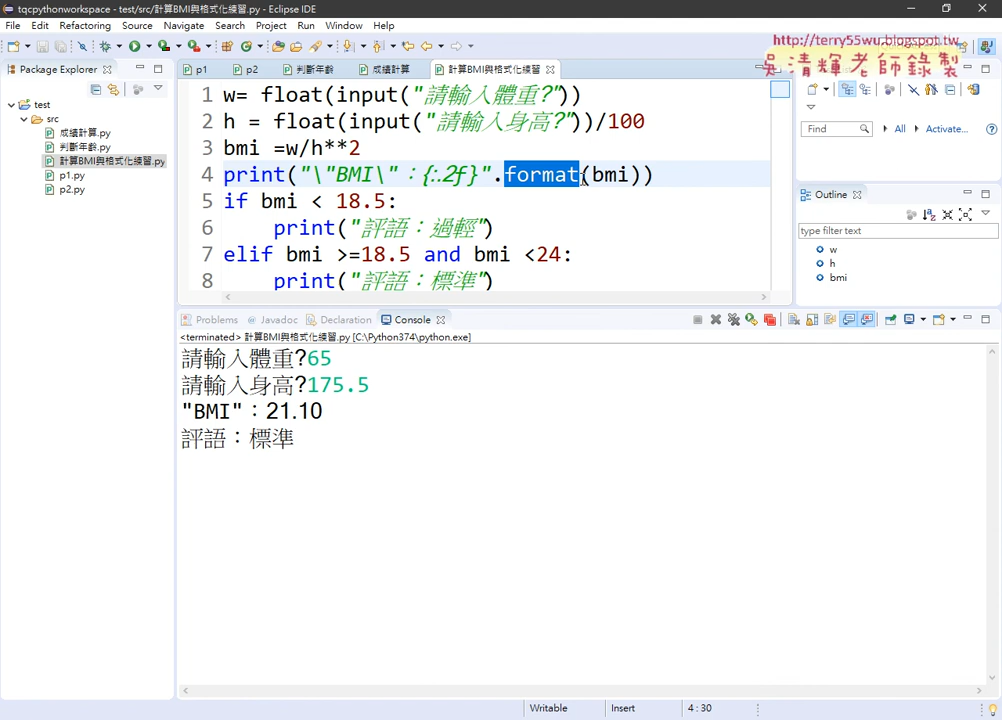 tqcpythonworkspace - test/src/計算BMI與格式化練習.py - Eclipse IDE
File Edit Refactoring Source Navigate Search Project Run Window Help
http://terry55wu.blogspot.tw
吳清輝老師錄製
Package Explorer
p1 p2 判斷年齡 成績計算 計算BMI與格式化練習
test
src
成績計算.py
判斷年齡.py
計算BMI與格式化練習.py
p1.py
p2.py
1 w= float(input("請輸入體重?"))
2 h = float(input("請輸入身高?"))/100
3 bmi =w/h**2
4 print("\"BMI\"：{:.2f}".format(bmi))
5 if bmi < 18.5:
6 print("評語：過輕")
7 elif bmi >=18.5 and bmi <24:
8 print("評語：標準")
Find All Activate...
Outline
type filter text
w
h
bmi
Problems Javadoc Declaration Console
<terminated> 計算BMI與格式化練習.py [C:\Python374\python.exe]
請輸入體重?65
請輸入身高?175.5
"BMI"：21.10
評語：標準
Writable Insert 4 : 30